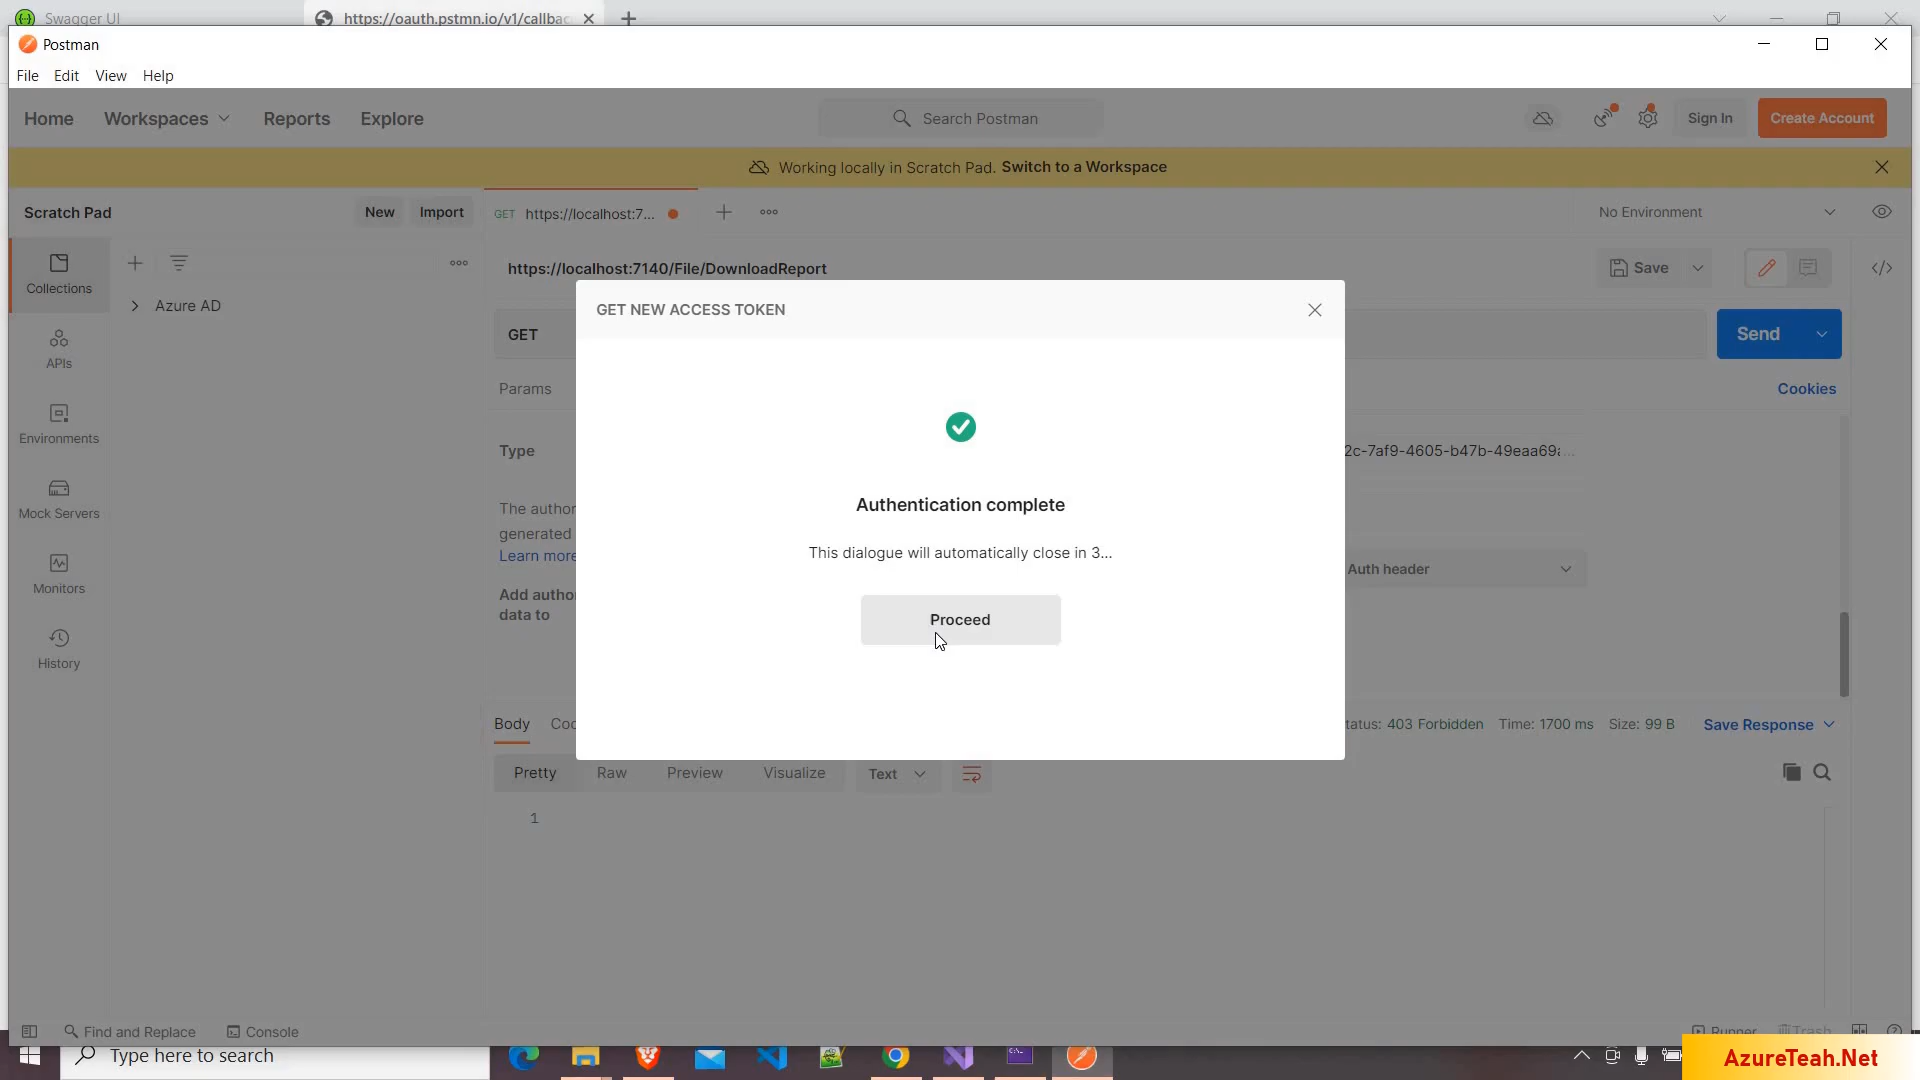 Swagger UI
https://oauth.pstmn.io/v1/callbac
Postman
File Edit View Help
Home Workspaces Reports Explore
Search Postman
Sign In
Create Account
Working locally in Scratch Pad. Switch to a Workspace
Scratch Pad
New
Import
GET https://localhost:7...
No Environment
Collections
Azure AD
https://localhost:7140/File/DownloadReport
Save
GET NEW ACCESS TOKEN
APIs
GET
Send
Params
Cookies
Environments
Type
2c-7af9-4605-b47b-49eaa69a...
Authentication complete
This dialogue will automatically close in 3...
Proceed
Mock Servers
The author
generated
Learn more
Auth header
Monitors
Add author
data to
History
Body
Coo
tatus: 403 Forbidden Time: 1700 ms Size: 99 B
Save Response
Pretty Raw Preview Visualize
Text
1
Find and Replace
Console
Runner
Trash
Type here to search
AzureTeah.Net